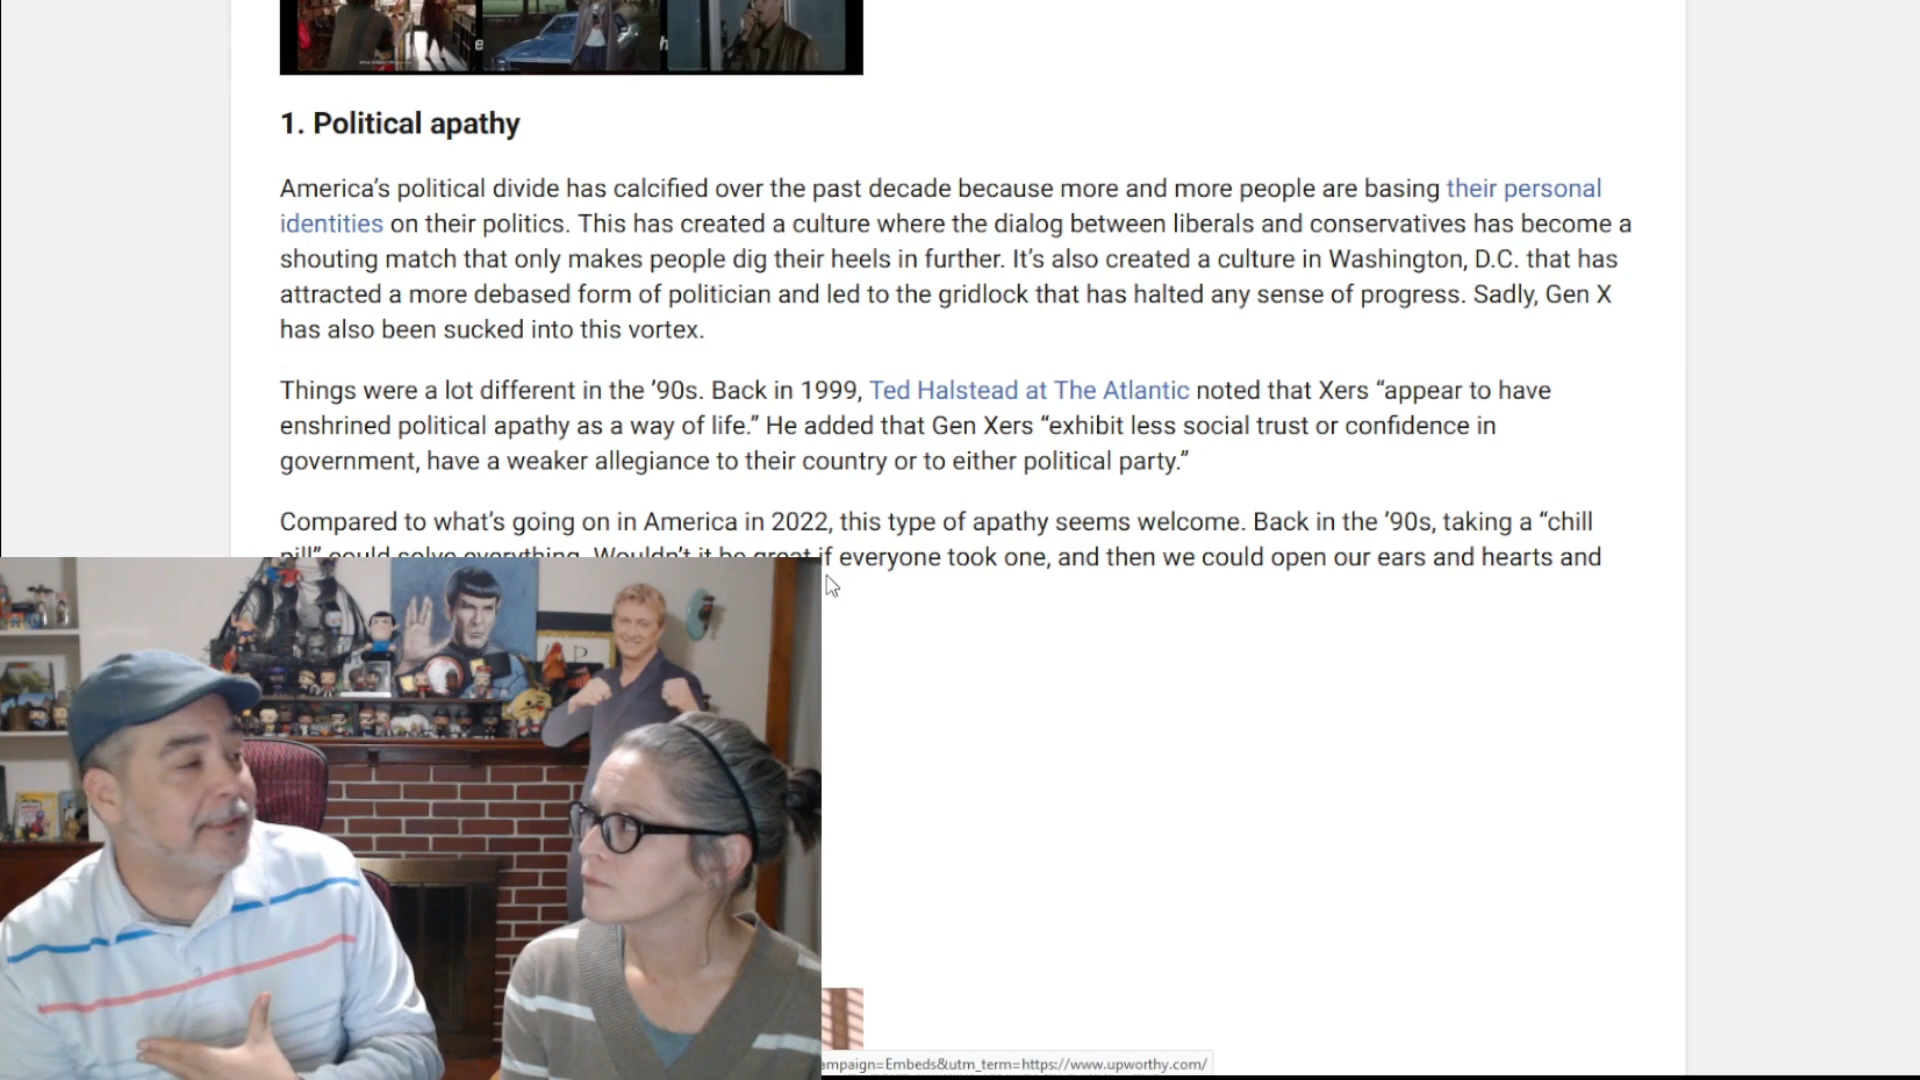 1. Political apathy
America’s political divide has calcified over the past decade because more and more people are basing their personal
identities on their politics. This has created a culture where the dialog between liberals and conservatives has become a
shouting match that only makes people dig their heels in further. It’s also created a culture in Washington, D.C. that has
attracted a more debased form of politician and led to the gridlock that has halted any sense of progress. Sadly, Gen X
has also been sucked into this vortex.
Things were a lot different in the ’90s. Back in 1999, Ted Halstead at The Atlantic noted that Xers “appear to have
enshrined political apathy as a way of life.” He added that Gen Xers “exhibit less social trust or confidence in
government, have a weaker allegiance to their country or to either political party.”
Compared to what’s going on in America in 2022, this type of apathy seems welcome. Back in the ’90s, taking a “chill
pill” could solve everything. Wouldn’t it be great if everyone took one, and then we could open our ears and hearts and
ampaign=Embeds&utm_term=https://www.upworthy.com/